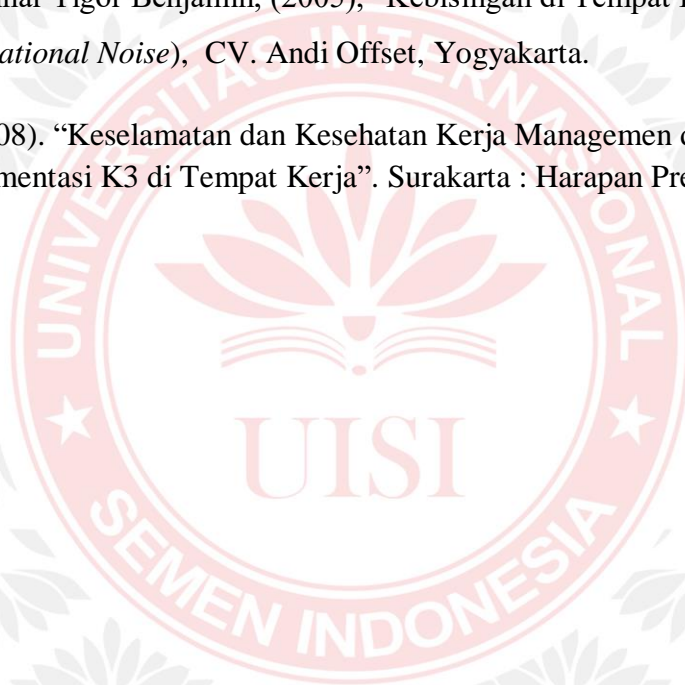 Tigor Benjamin, (2005), "Kebisingan di Tempat
ational Noise), CV. Andi Offset, Yogyakarta.
08). "Keselamatan dan Kesehatan Kerja Managemen
mentasi K3 di Tempat Kerja". Surakarta : Harapan Pre
UNIVERSITAS INTERNASIONAL
UISI
SEMEN INDONESIA